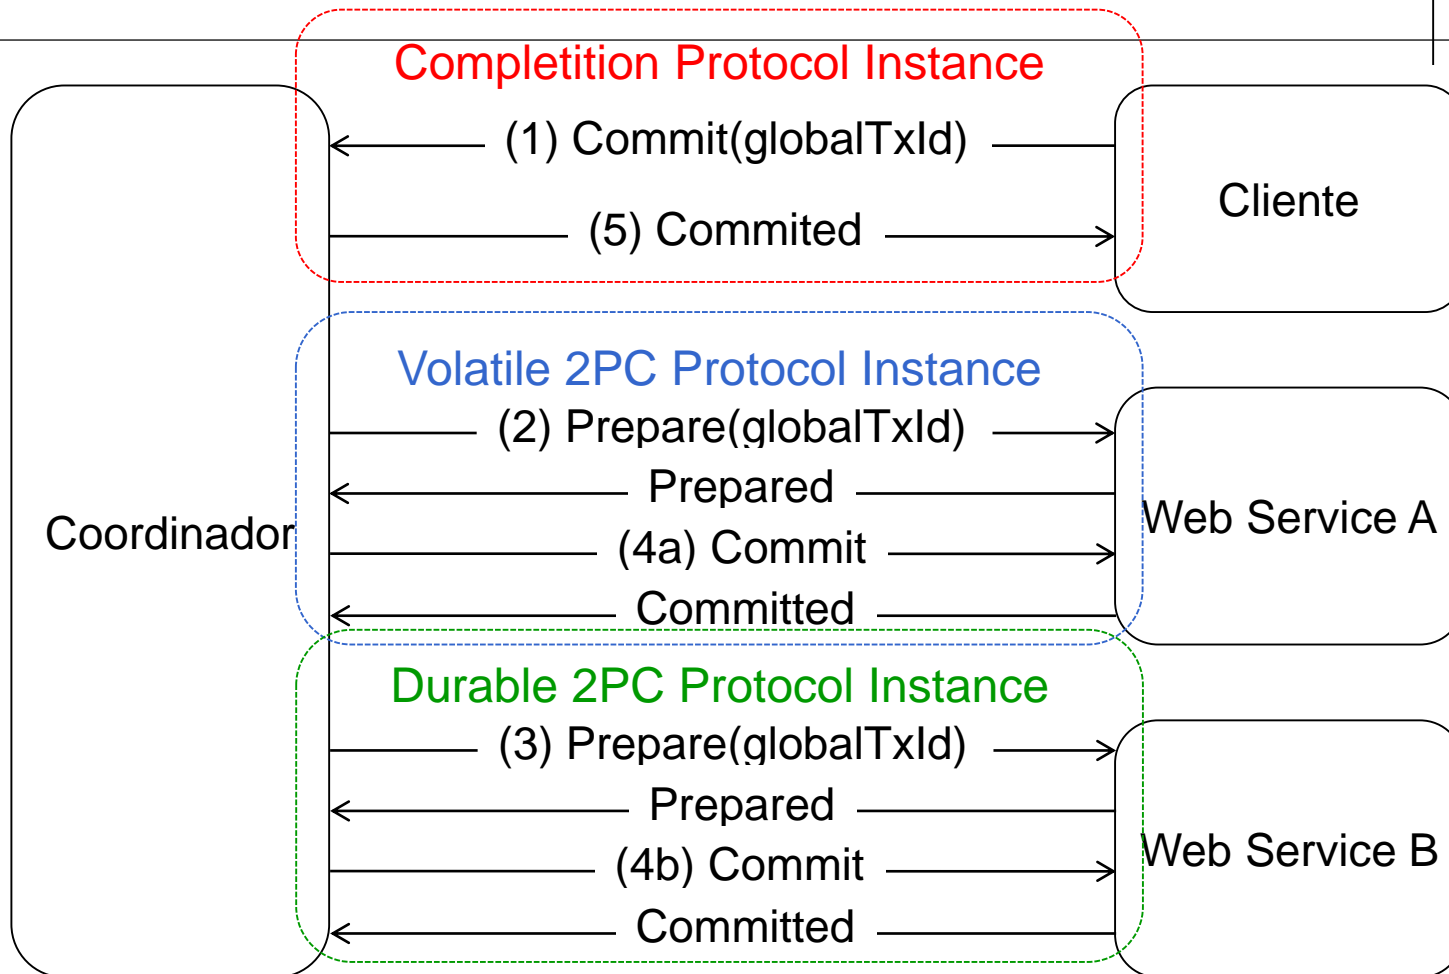 Completition Protocol Instance
(1) Commit(globalTxId)
Cliente
(5) Commited
Volatile 2PC Protocol Instance
(2) Prepare(globalTxId)
Prepared
Web Service A
Coordinador
(4a) Commit
Committed
Durable 2PC Protocol Instance
(3) Prepare(globalTxId)
Prepared
Web Service B
(4b) Commit
Committed